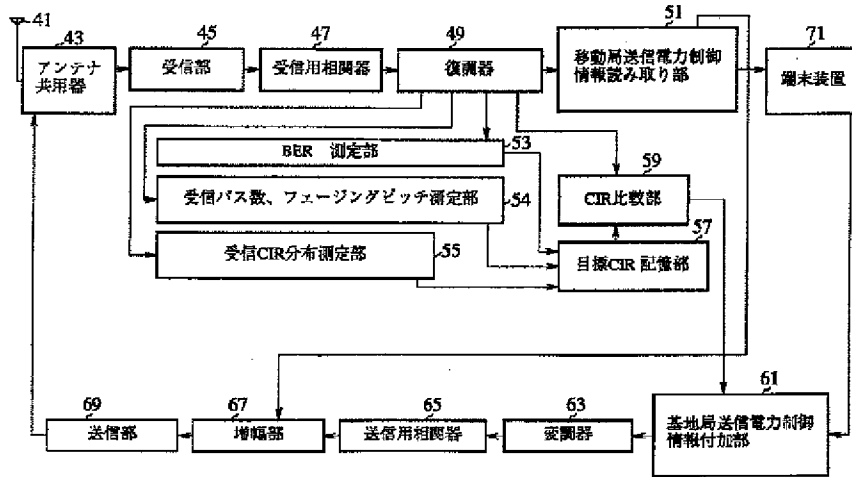 41
43
アンテナ
共用器
45
受信部
47
受信用相関器
49
復調器
51
移動局送信電力制御
情報読み取り部
71
端末装置
53
BER 測定部
54
受信パス数、フェージングピッチ測定部
55
受信CIR分布測定部
59
CIR比較部
57
目標CIR記憶部
61
基地局送信電力制御
情報付加部
63
変調器
65
送信用相関器
67
増幅部
69
送信部